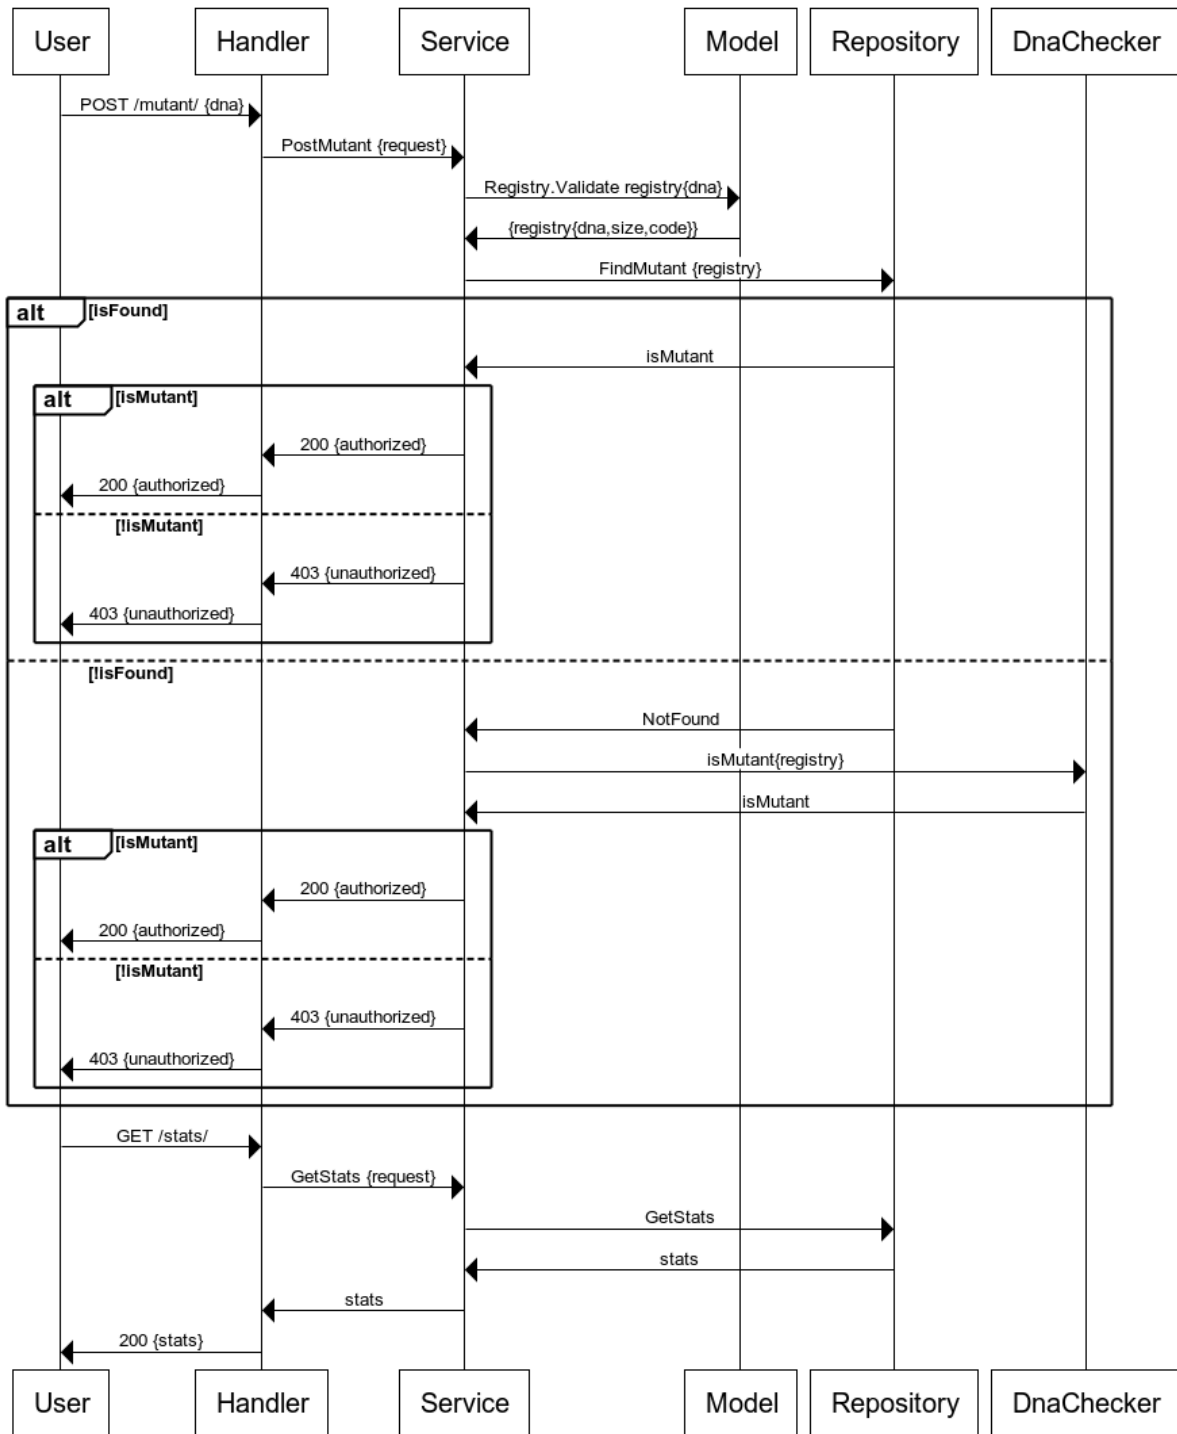 User Handler Service Model Repository DnaChecker
POST /mutant/ {dna}
PostMutant {request}
Registry.Validate registry{dna}
{registry{dna,size,code}}
FindMutant {registry}
alt [isFound]
isMutant
alt [isMutant]
200 {authorized}
200 {authorized}
[!isMutant]
403 {unauthorized}
403 {unauthorized}
[!isFound]
NotFound
isMutant{registry}
isMutant
alt [isMutant]
200 {authorized}
200 {authorized}
[!isMutant]
403 {unauthorized}
403 {unauthorized}
GET /stats/
GetStats {request}
GetStats
stats
stats
200 {stats}
User Handler Service Model Repository DnaChecker